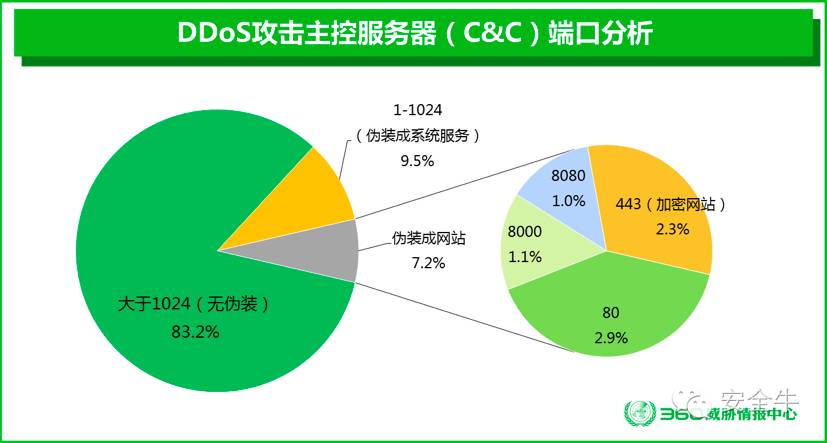 DDoS攻击主控服务器（C&C）端口分析
1-1024
（伪装成系统服务）
9.5%
伪装成网站
7.2%
大于1024（无伪装）
83.2%
8080
1.0%
443（加密网站）
2.3%
8000
1.1%
80
2.9%
安全牛
360威胁情报中心